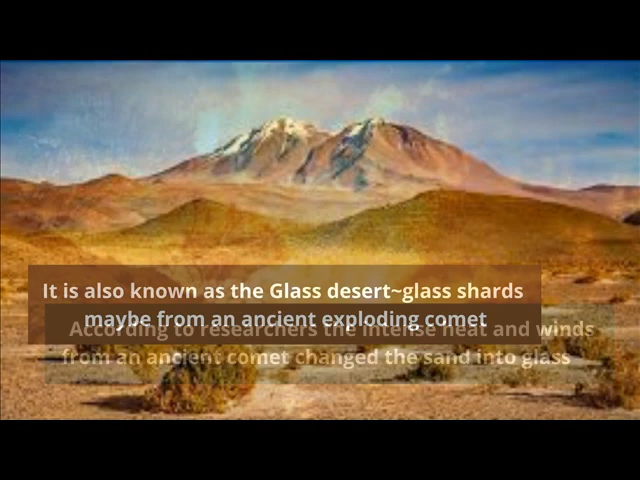 It is also known as the Glass desert~glass shards
maybe from an ancient exploding comet
According to researchers the intense heat and winds
from an ancient comet changed the sand into glass